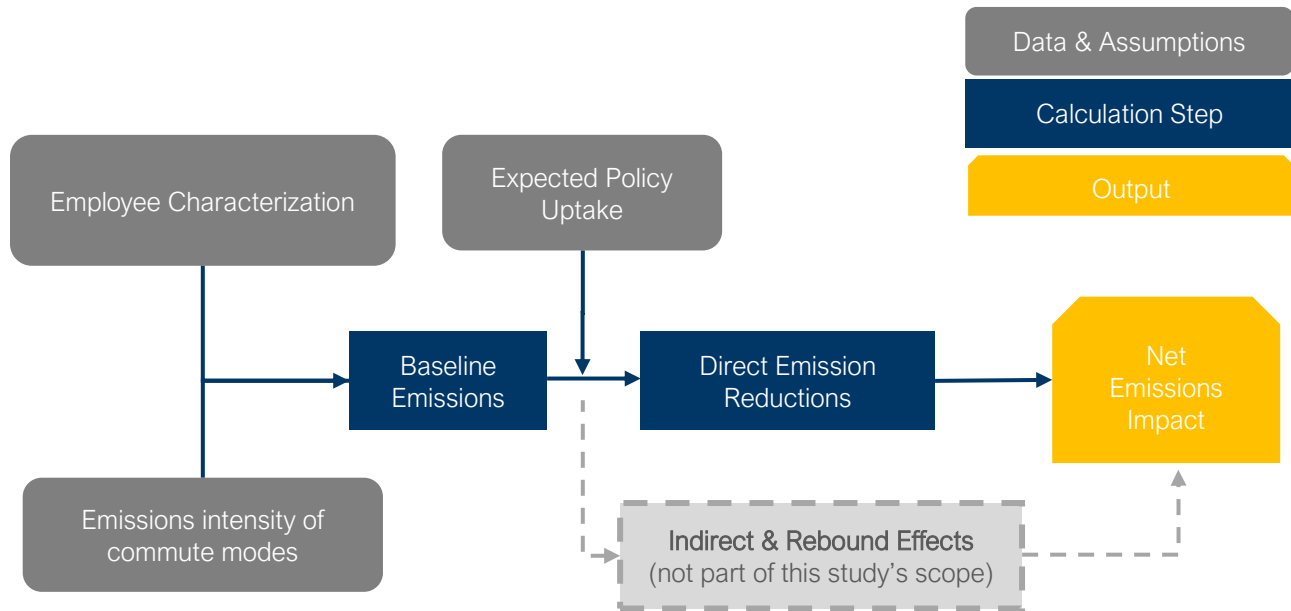 Data & Assumptions
Calculation Step
Output
Employee Characterization
Expected Policy
Uptake
Baseline
Emissions
Direct Emission
Reductions
Net
Emissions
Impact
Emissions intensity of
commute modes
Indirect & Rebound Effects
(not part of this study’s scope)